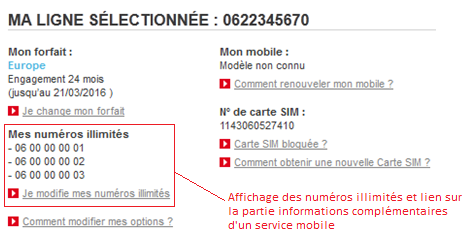 MA LIGNE SÉLECTIONNÉE : 0622345670
Mon forfait :
Europe
Engagement 24 mois
(jusqu'au 21/03/2016 )
Je change mon forfait
Mes numéros illimités
- 06 00 00 00 01
- 06 00 00 00 02
- 06 00 00 00 03
Je modifie mes numéros illimités
Comment modifier mes options ?
Mon mobile :
Modèle non connu
Comment renouveler mon mobile ?
N° de carte SIM :
1143060527410
Carte SIM bloquée ?
Comment obtenir une nouvelle Carte SIM ?
Affichage des numéros illimités et lien sur
la partie informations complémentaires
d'un service mobile